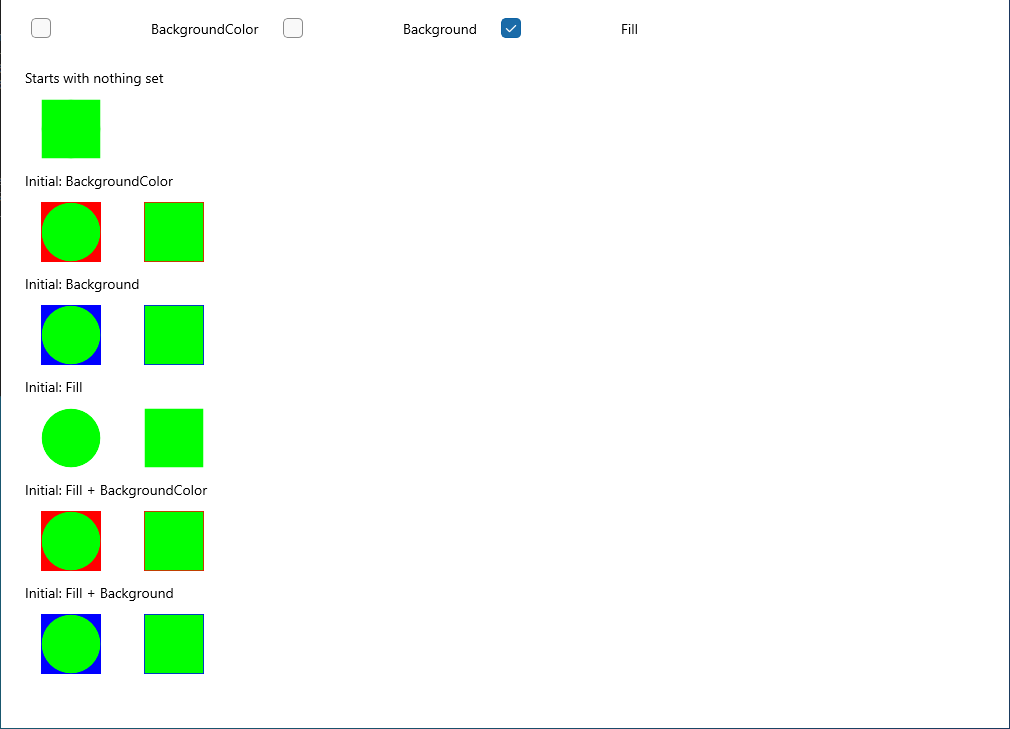 BackgroundColor Background Fill
Starts with nothing set
Initial: BackgroundColor
Initial: Background
Initial: Fill
Initial: Fill + BackgroundColor
Initial: Fill + Background